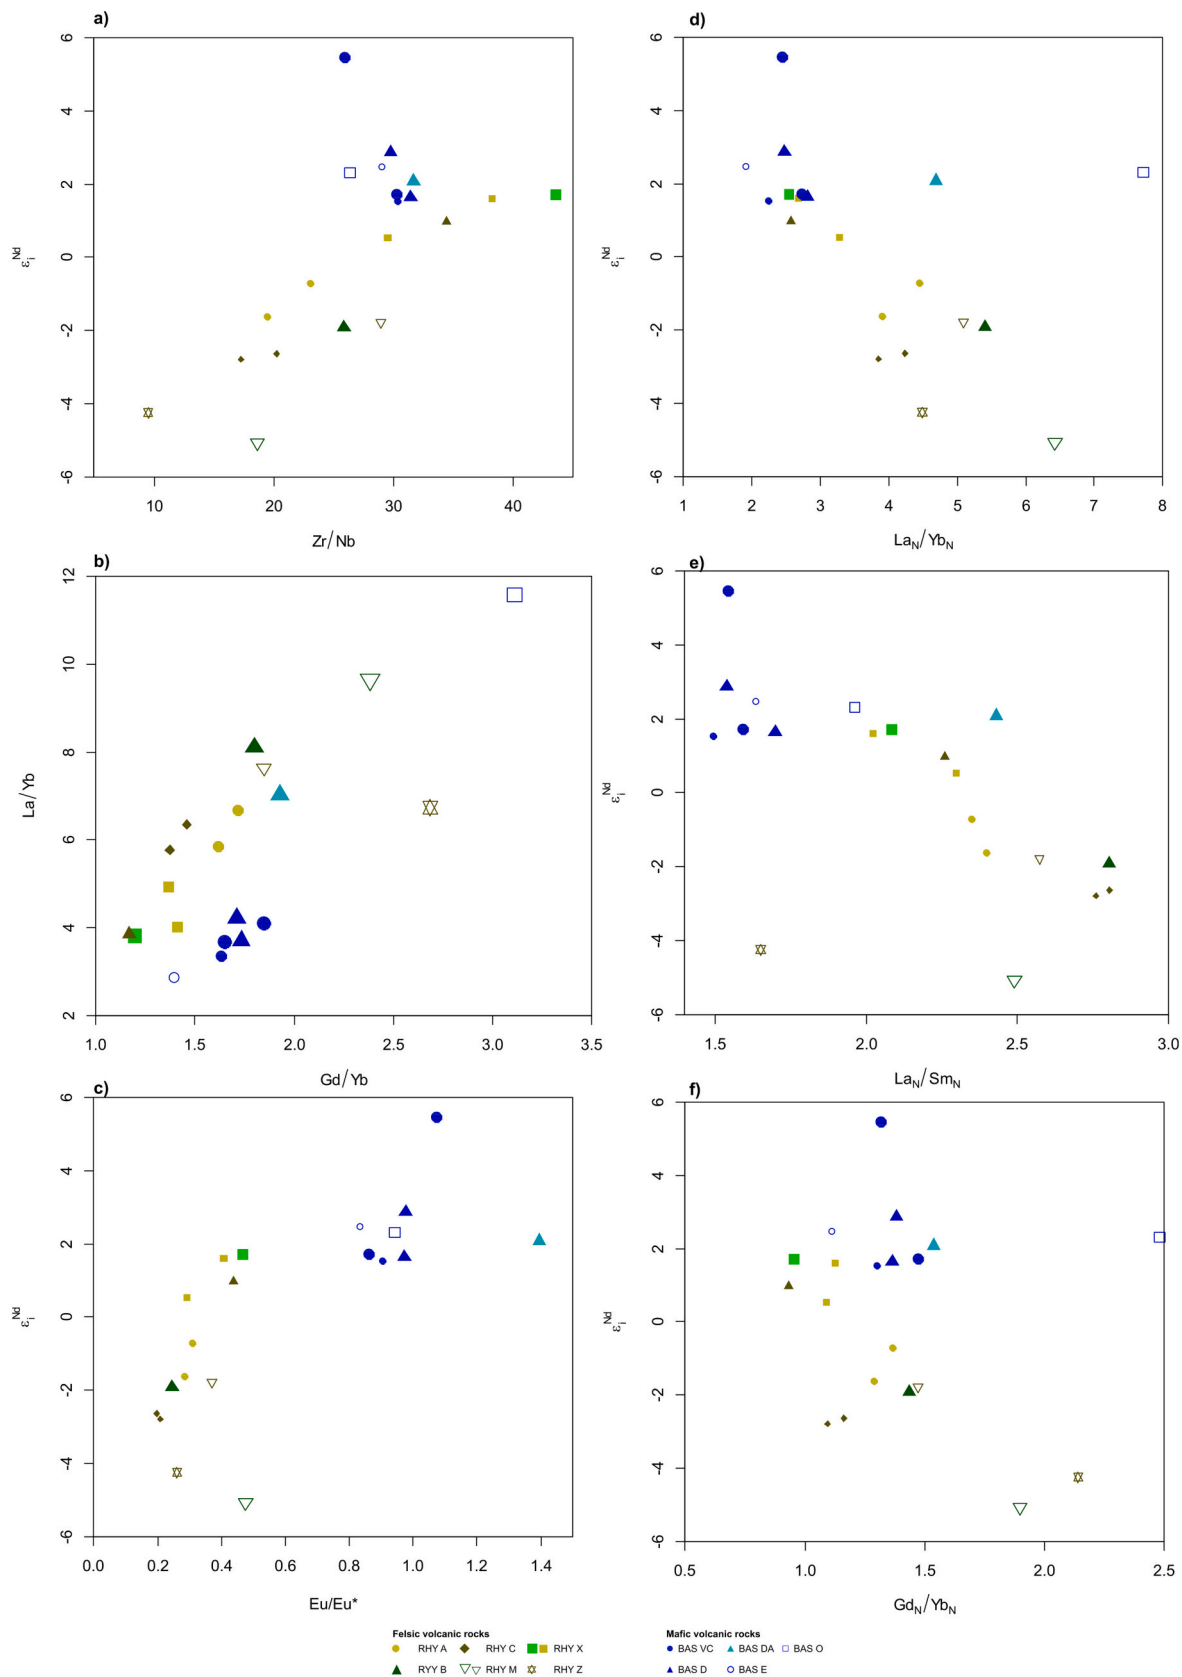 a)
6
4
2
0
-2
-4
-6
ε_i^Nd
10 20 30 40
Zr/Nb
d)
6
4
2
0
-2
-4
-6
ε_i^Nd
1 2 3 4 5 6 7 8
La_N/Yb_N
b)
12
10
8
6
4
2
La/Yb
1.0 1.5 2.0 2.5 3.0 3.5
Gd/Yb
e)
6
4
2
0
-2
-4
-6
ε_i^Nd
1.5 2.0 2.5 3.0
La_N/Sm_N
c)
6
4
2
0
-2
-4
-6
ε_i^Nd
0.0 0.2 0.4 0.6 0.8 1.0 1.2 1.4
Eu/Eu*
f)
6
4
2
0
-2
-4
-6
ε_i^Nd
0.5 1.0 1.5 2.0 2.5
Gd_N/Yb_N
Felsic volcanic rocks
RHY A RHY C RHY X
RYY B RHY M RHY Z
Mafic volcanic rocks
BAS VC BAS DA BAS O
BAS D BAS E